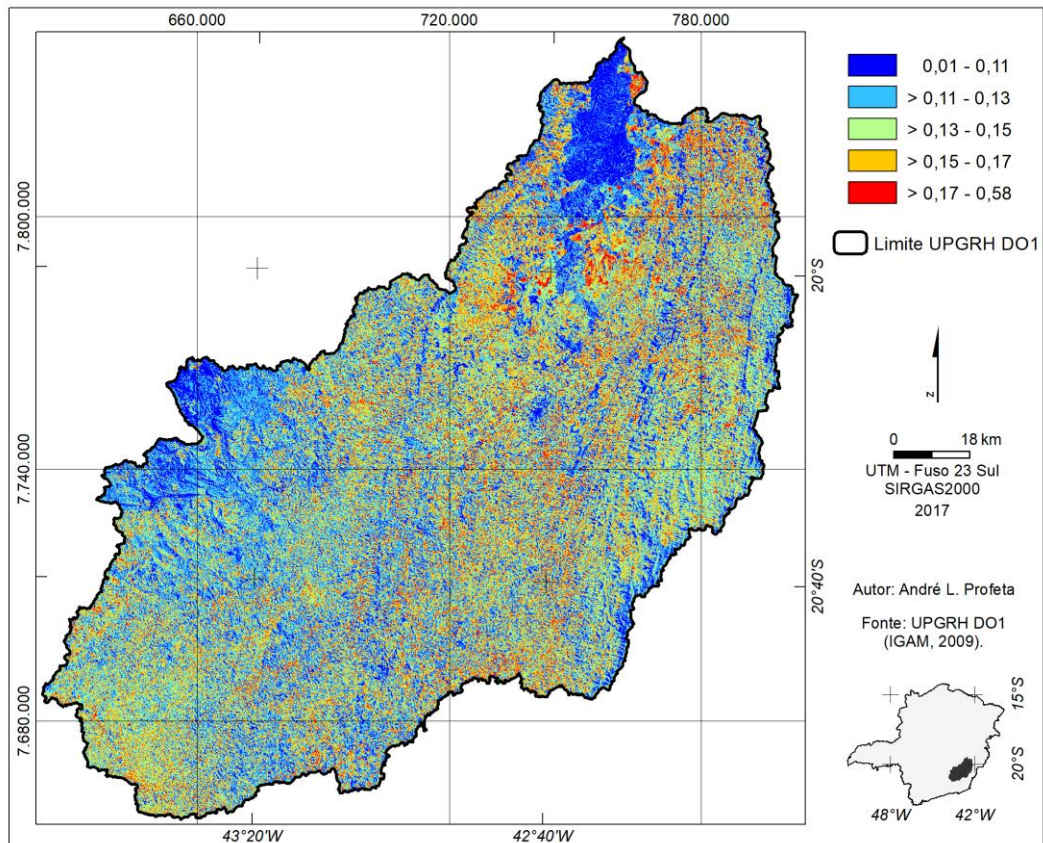 660.000
720.000
780.000
0,01 - 0,11
> 0,11 - 0,13
> 0,13 - 0,15
> 0,15 - 0,17
> 0,17 - 0,58
Limite UPGRH DO1
7.800.000
20°S
N
0 18 km
7.740.000
UTM - Fuso 23 Sul
SIRGAS2000
2017
20°40'S
Autor: André L. Profeta
Fonte: UPGRH DO1
(IGAM, 2009).
7.680.000
15°S
20°S
48°W 42°W
43°20'W
42°40'W